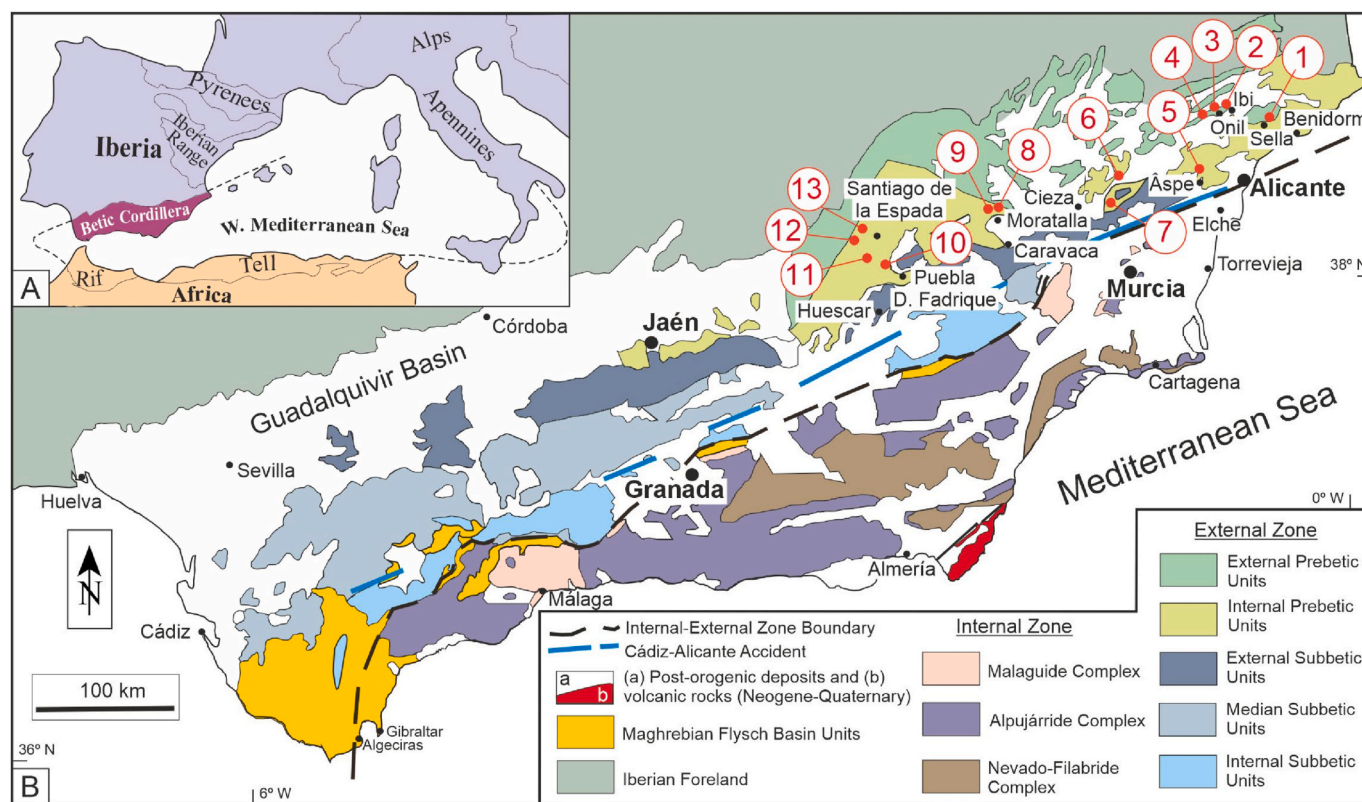 Alps
Pyrenees
Apennines
Iberian
Range
Iberia
Betic Cordillera
W. Mediterranean Sea
Rif
Tell
Africa
A
4
3
2
1
Ibi
Onil
Benidorm
Sella
5
6
Âspe
Alicante
9
8
Cieza
Moratalla
7
Elche
13
Santiago de
la Espada
12
11
10
Caravaca
38º N
Torrevieja
Puebla
D. Fadrique
Murcia
Huescar
Córdoba
Jaén
Guadalquivir Basin
Cartagena
Sevilla
Huelva
Granada
Mediterranean Sea
0º W
N
Almería
Málaga
Cádiz
100 km
Gibraltar
Algeciras
36º N
6º W
B
Internal-External Zone Boundary
Cádiz-Alicante Accident
a
b
(a) Post-orogenic deposits and (b)
volcanic rocks (Neogene-Quaternary)
Maghrebian Flysch Basin Units
Iberian Foreland
Internal Zone
Malaguide Complex
Alpujárride Complex
Nevado-Filabride
Complex
External Zone
External Prebetic
Units
Internal Prebetic
Units
External Subbetic
Units
Median Subbetic
Units
Internal Subbetic
Units